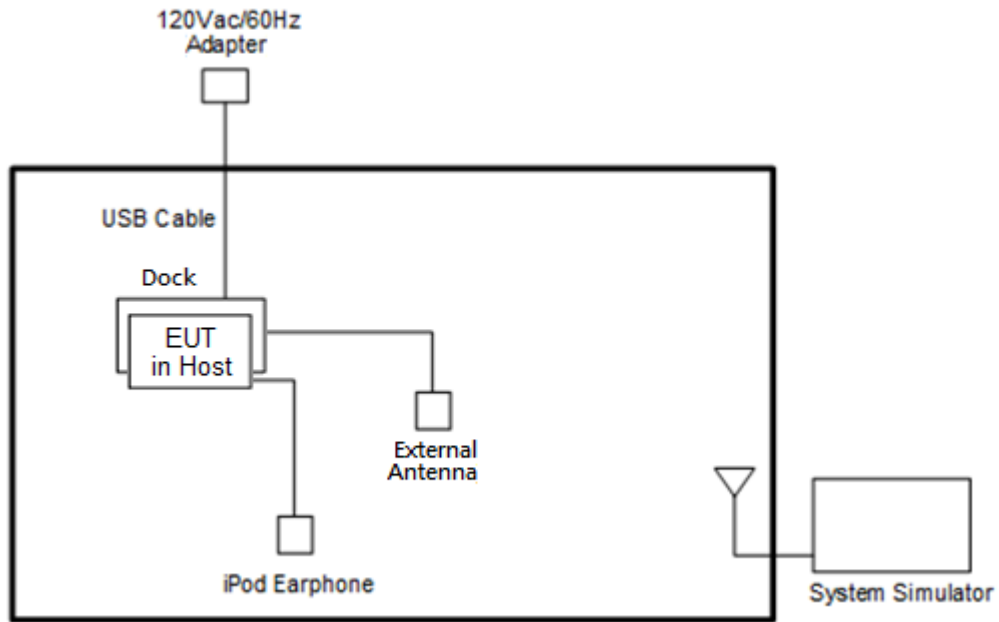 120Vac/60Hz
Adapter
USB Cable
Dock
EUT
in Host
External
Antenna
iPod Earphone
System Simulator